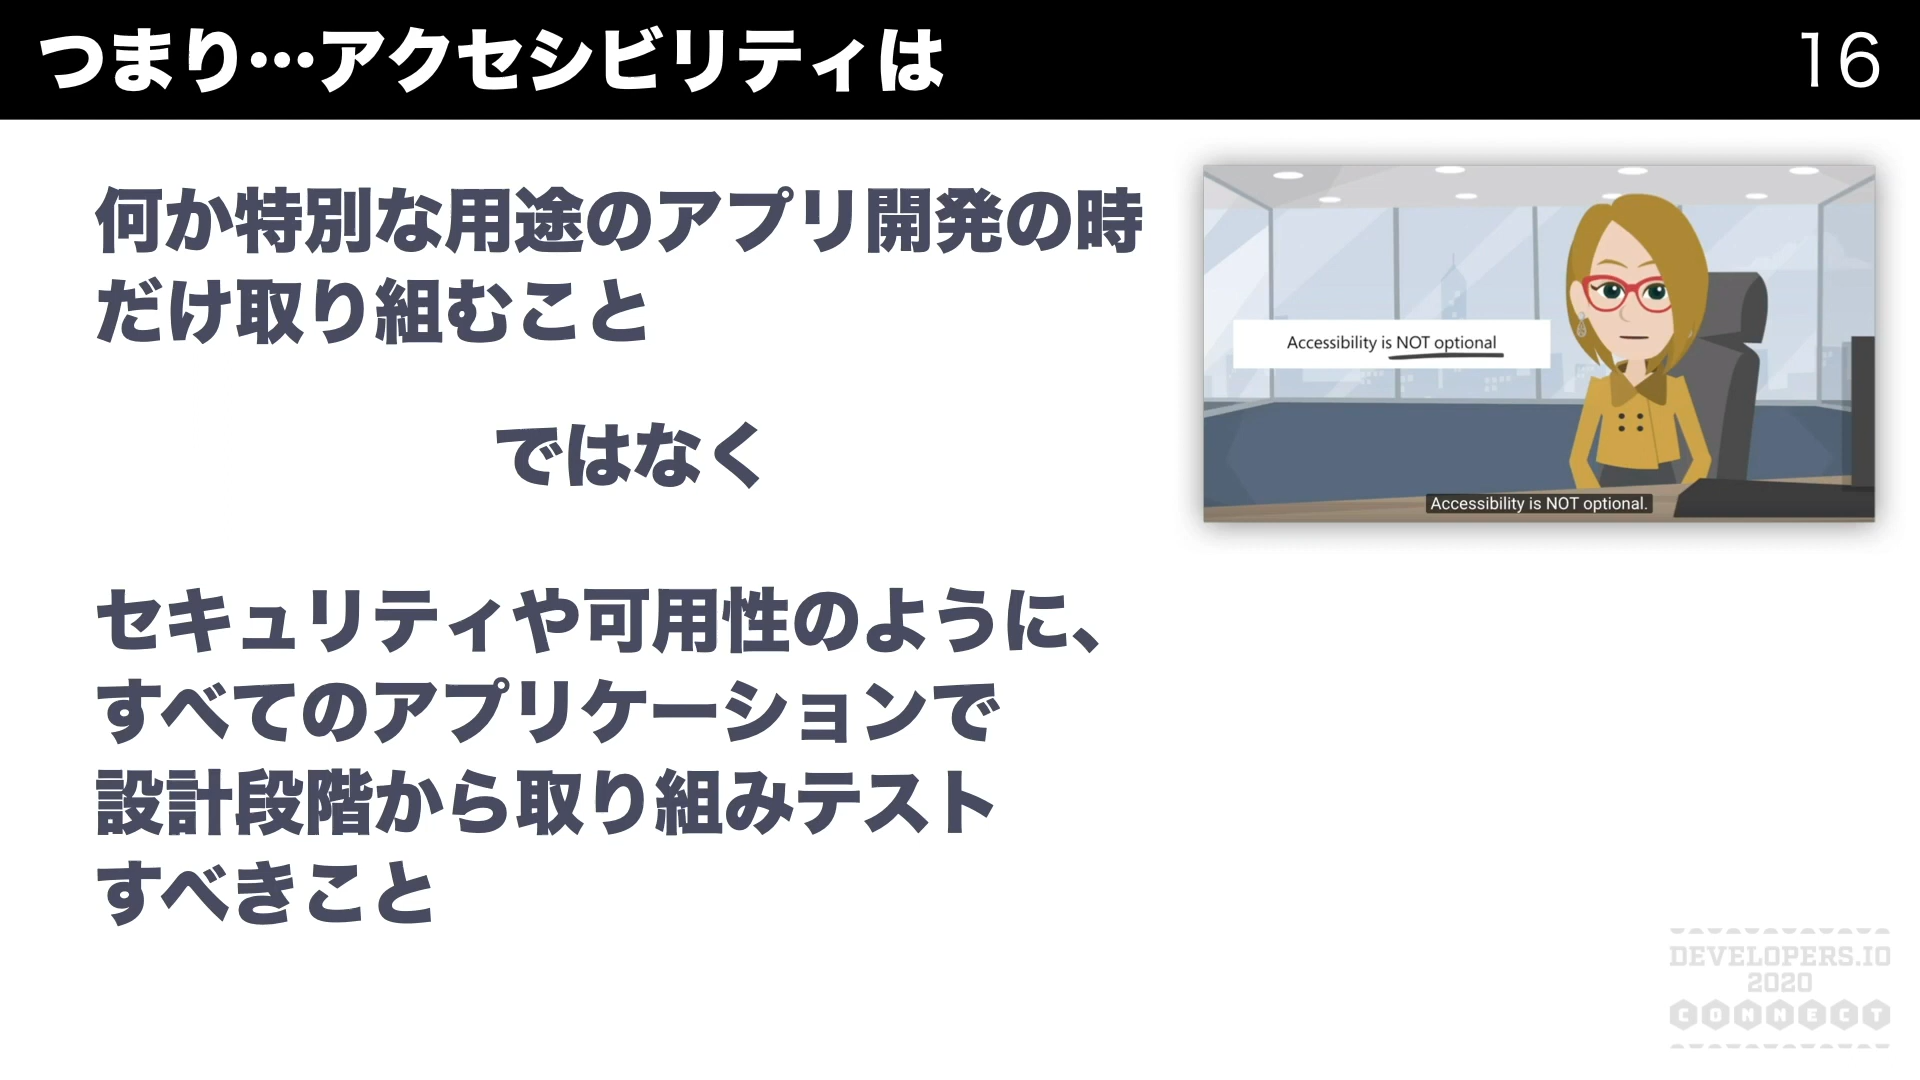 つまり…アクセシビリティは
16
何か特別な用途のアプリ開発の時
だけ取り組むこと
ではなく
セキュリティや可用性のように、
すべてのアプリケーションで
設計段階から取り組みテスト
すべきこと
Accessibility is NOT optional
Accessibility is NOT optional.
DEVELOPERS.IO
2020
CONNECT